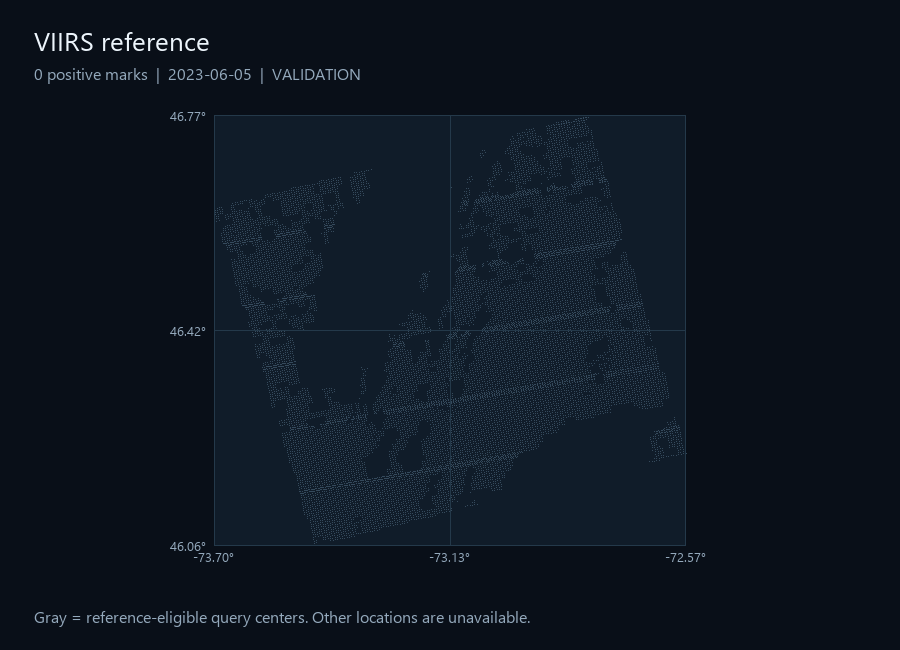 VIIRS reference
0 positive marks | 2023-06-05 | VALIDATION
46.77°
46.42°
46.06°
-73.70°
-73.13°
-72.57°
Gray = reference-eligible query centers. Other locations are unavailable.